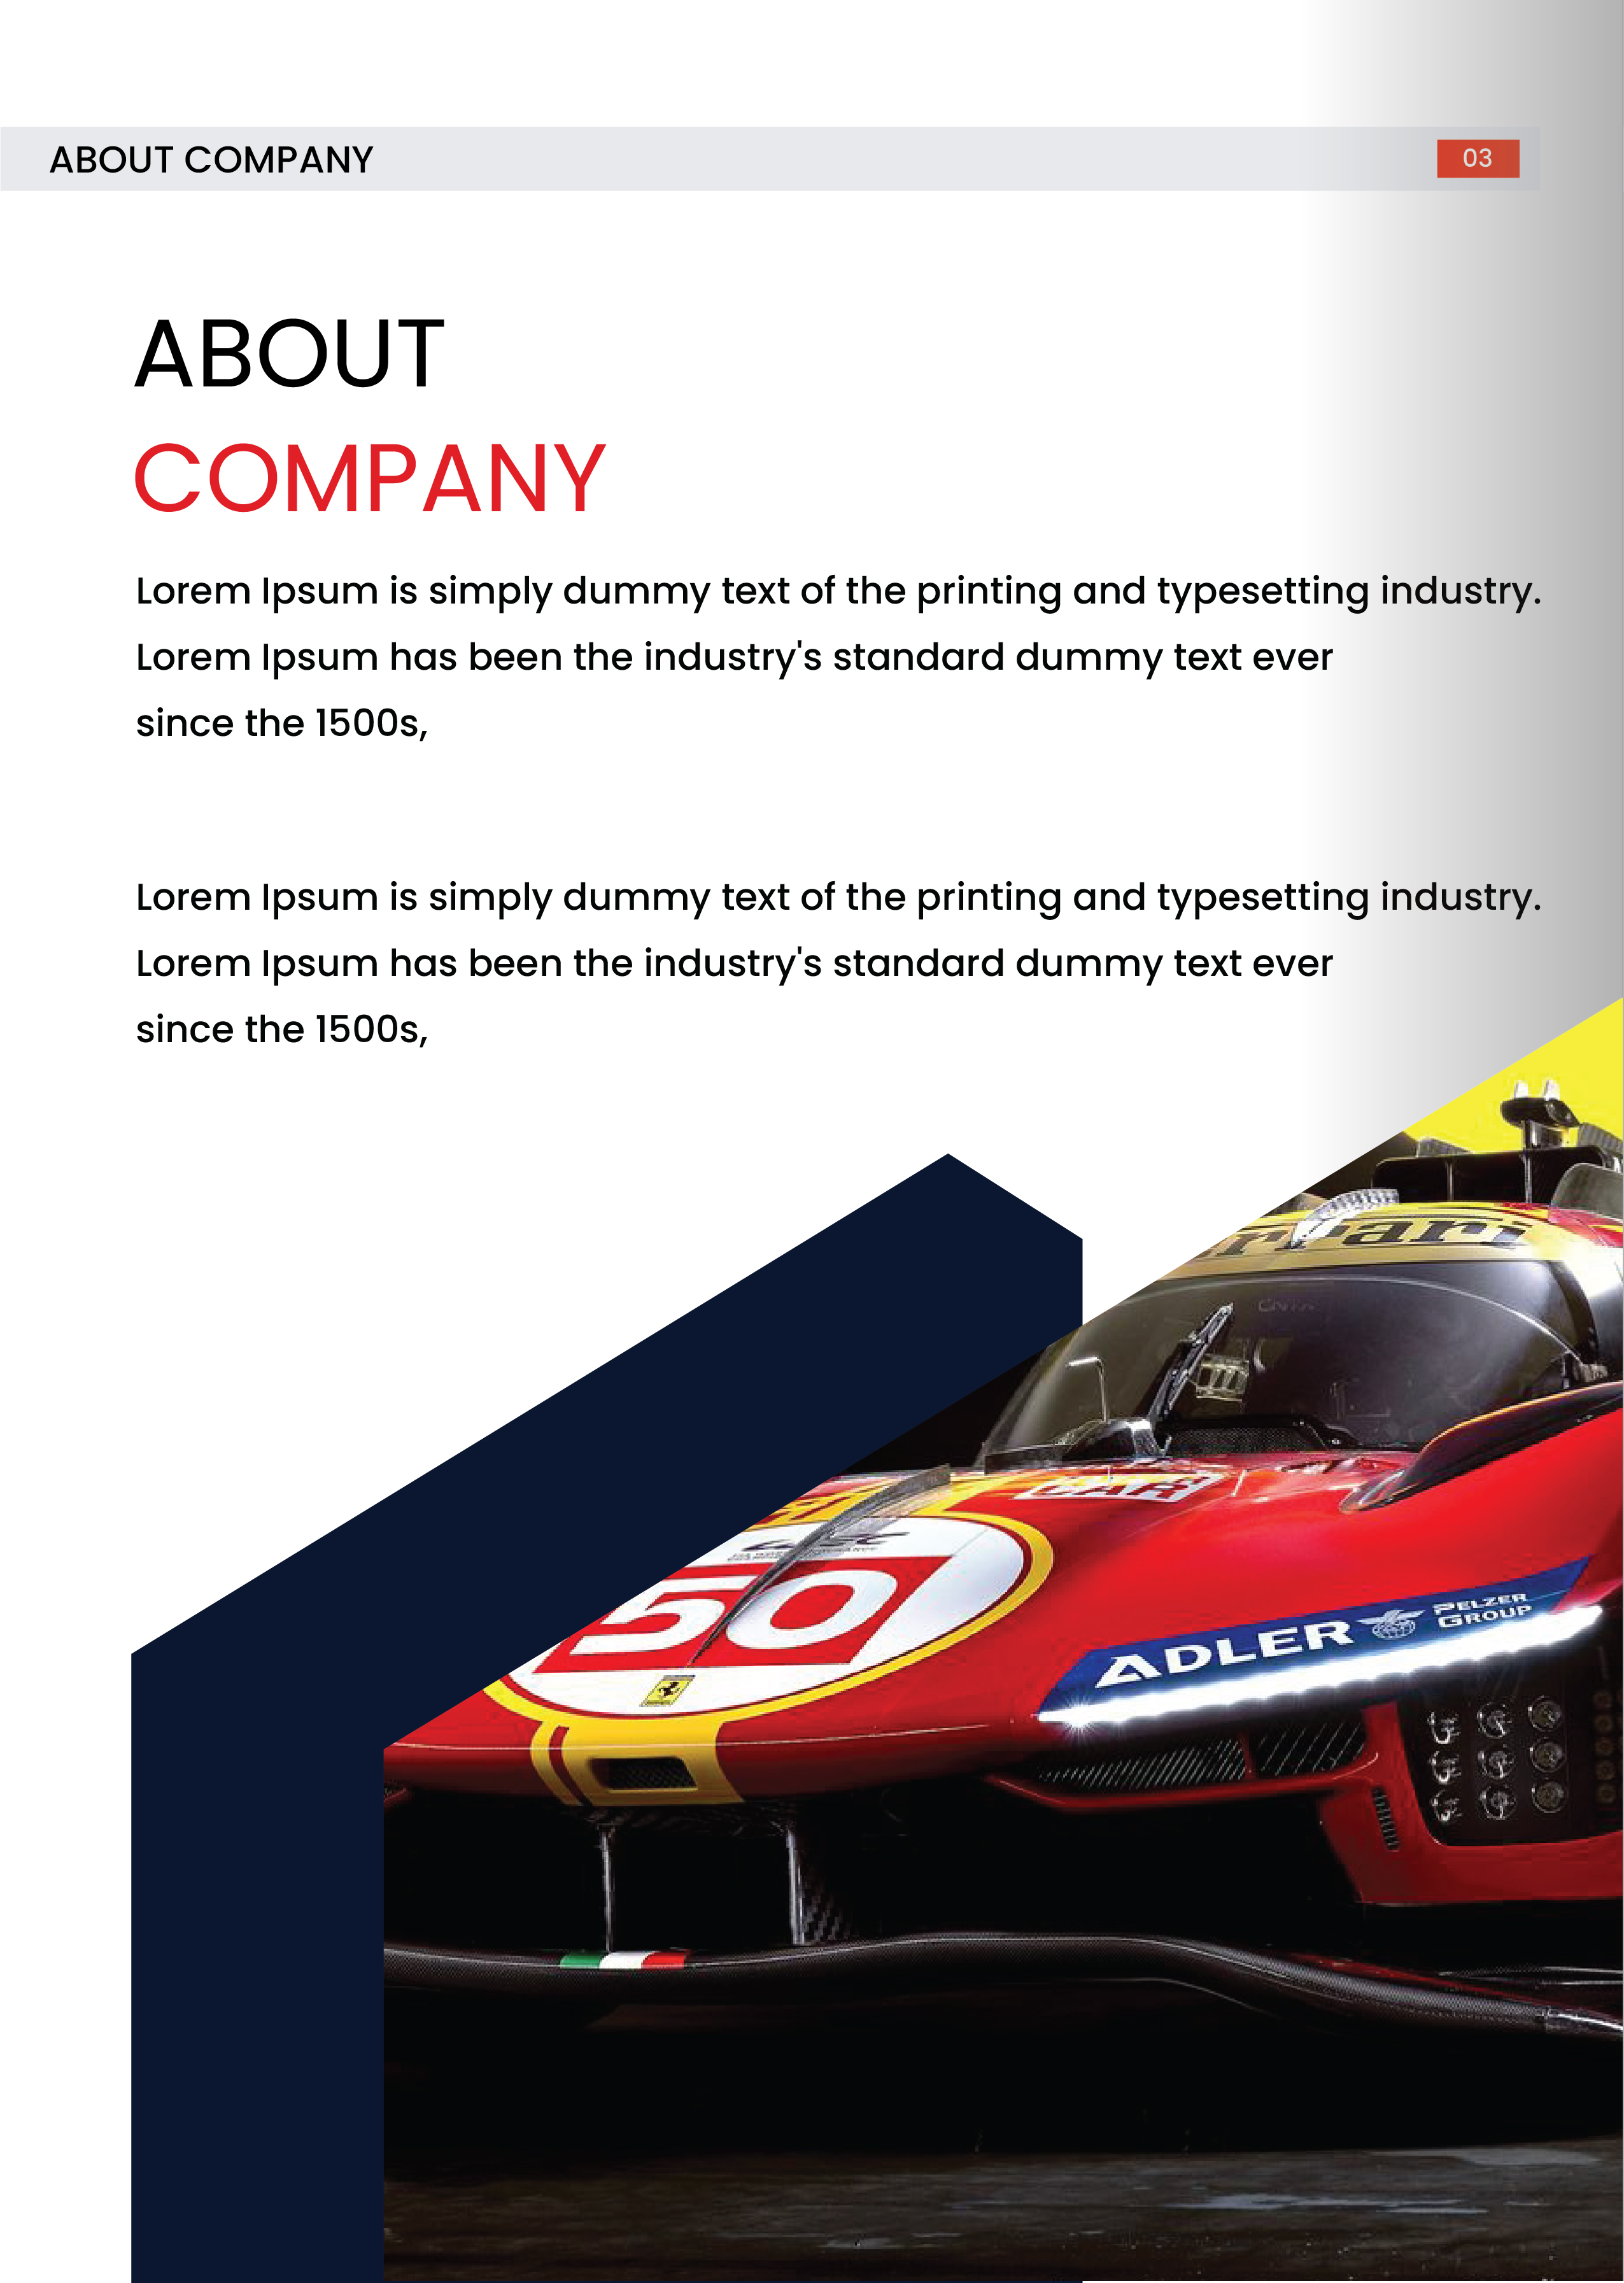 ABOUT COMPANY
03
ABOUT
COMPANY
Lorem Ipsum is simply dummy text of the printing and typesetting industry.
Lorem Ipsum has been the industry's standard dummy text ever
since the 1500s,
Lorem Ipsum is simply dummy text of the printing and typesetting industry.
Lorem Ipsum has been the industry's standard dummy text ever
since the 1500s,
CAR
50
ADLER
PELZER
GROUP